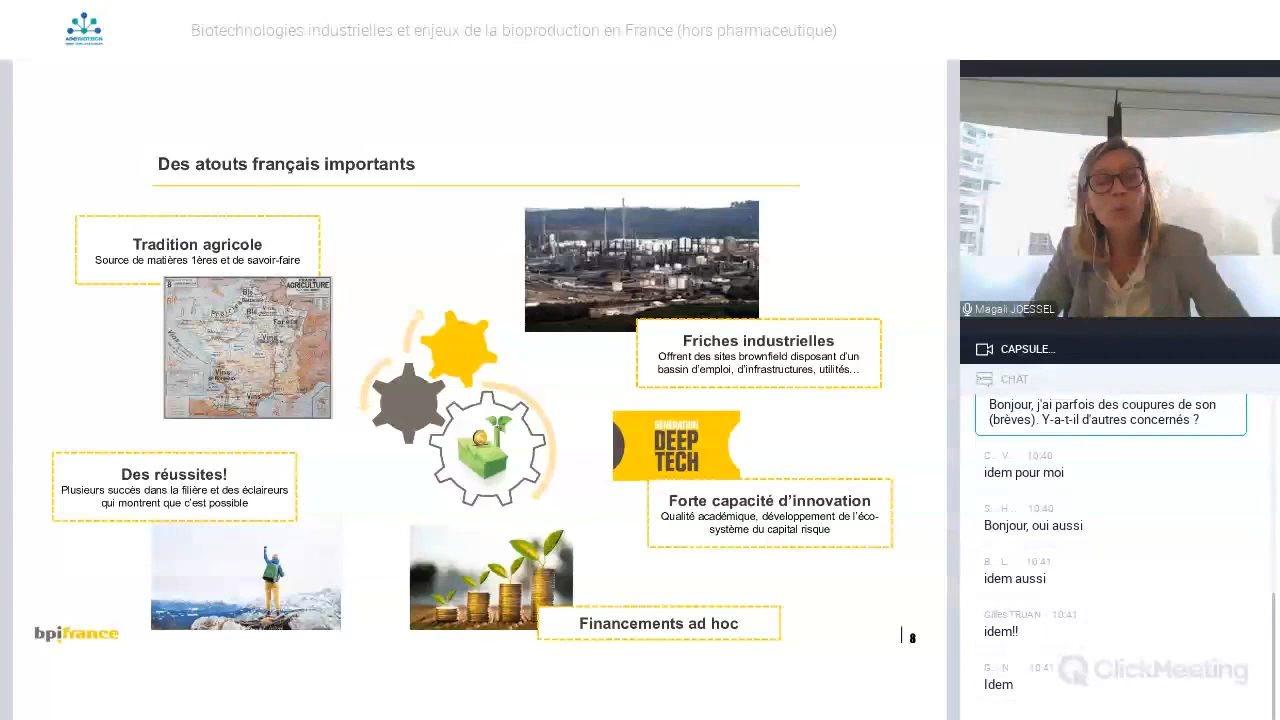 Biotechnologies industrielles et enjeux de la bioproduction en France (hors pharmaceutique)
Des atouts français importants
Tradition agricole
Source de matières 1ères et de savoir-faire
AGRICULTURE
Friches industrielles
Offrent des sites brownfield disposant d'un
bassin d'emploi, d'infrastructures, utilités…
GÉNÉRATION
DEEP
TECH
Des réussites!
Plusieurs succès dans la filière et des éclaireurs
qui montrent que c'est possible
Forte capacité d'innovation
Qualité académique, développement de l'éco-
système du capital risque
Financements ad hoc
bpifrance
8
Magali JOESSEL
CAPSULE...
CHAT
Bonjour, j'ai parfois des coupures de son
(brèves). Y-a-t-il d'autres concernés ?
C... V... 10:40
idem pour moi
S... H... 10:40
Bonjour, oui aussi
B... L... 10:41
idem aussi
Gilles TRUAN 10:41
idem!!
G... N... 10:41
Idem
ClickMeeting